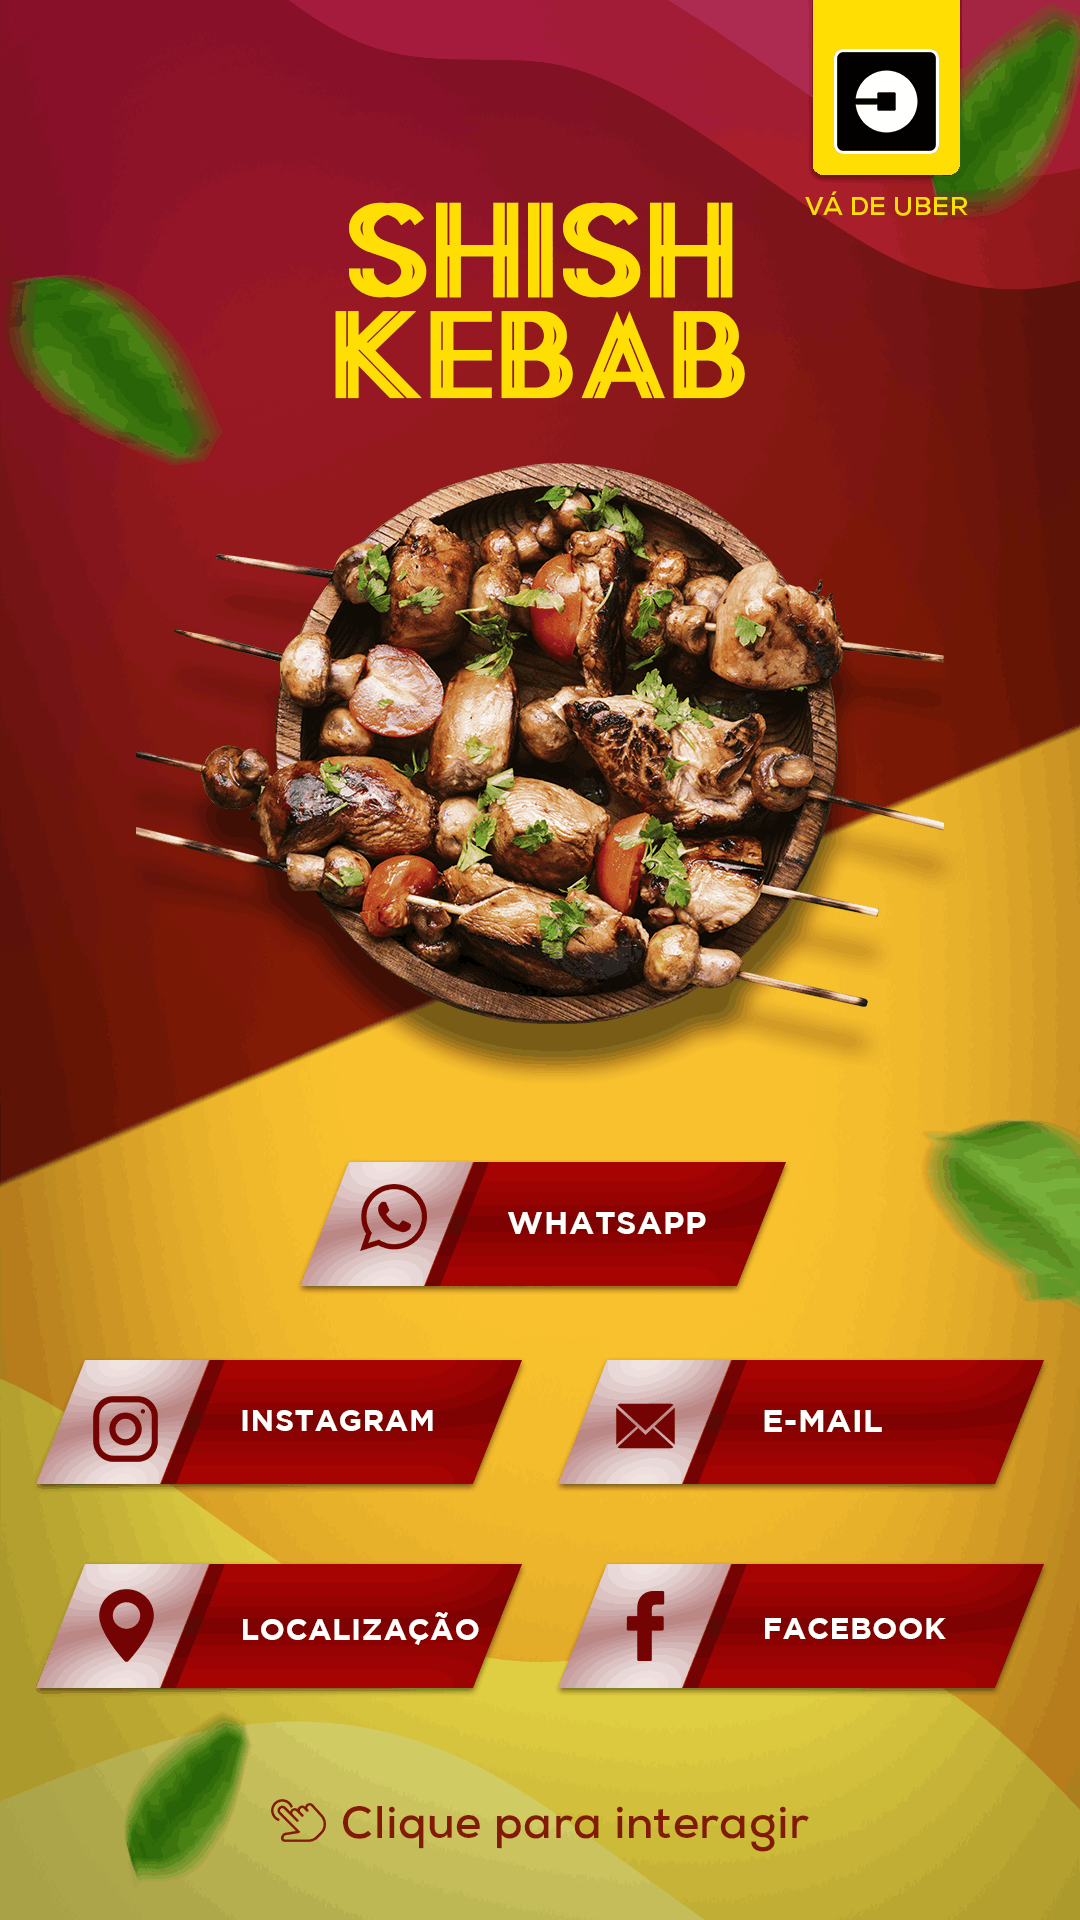 VÁ DE UBER
SHISH
KEBAB
WHATSAPP
INSTAGRAM
E-MAIL
LOCALIZAÇÃO
FACEBOOK
Clique para interagir